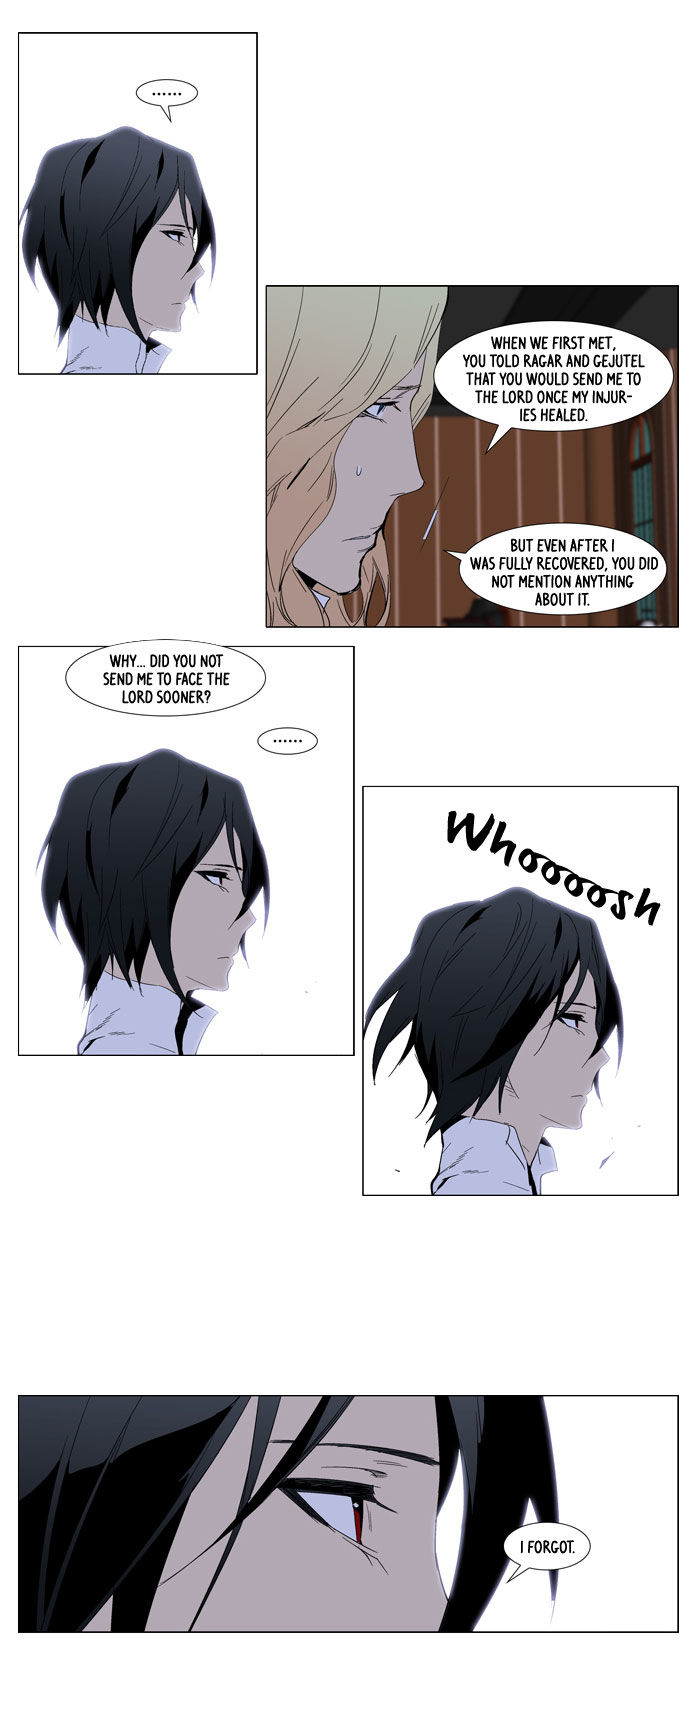 ......
WHEN WE FIRST MET,
YOU TOLD RAGAR AND GEJUTEL
THAT YOU WOULD SEND ME TO
THE LORD ONCE MY INJUR-
IES HEALED.
BUT EVEN AFTER I
WAS FULLY RECOVERED, YOU DID
NOT MENTION ANYTHING
ABOUT IT.
WHY... DID YOU NOT
SEND ME TO FACE THE
LORD SOONER?
......
Whoooosh
I FORGOT.